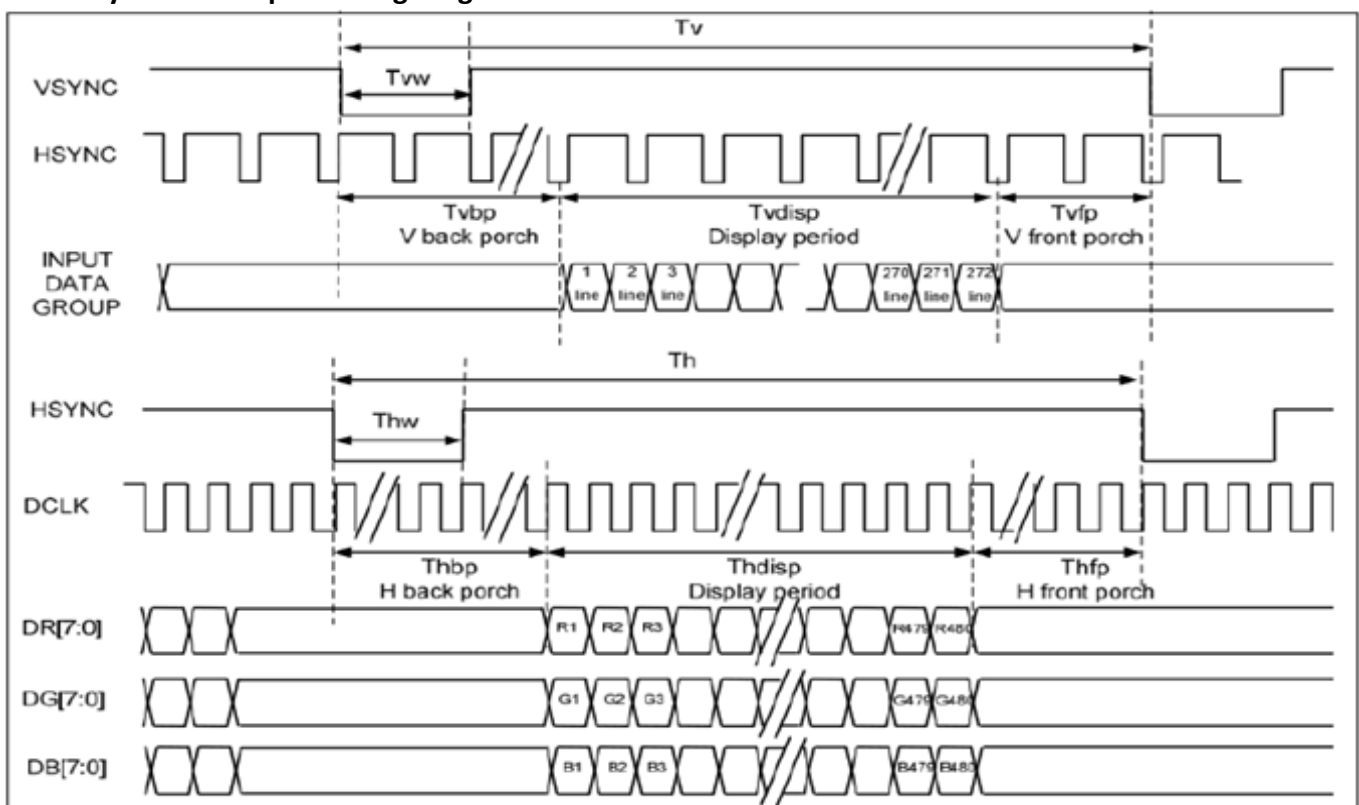 Tv
VSYNC
Tvw
HSYNC
Tvbp Tvdisp Tvfp
V back porch Display period V front porch
INPUT
DATA
GROUP
1 2 3 270 271 272
line line line line line line
Th
HSYNC
Thw
DCLK
Thbp Thdisp Thfp
H back porch Display period H front porch
DR[7:0] R1 R2 R3 R479 R480
DG[7:0] G1 G2 G3 G479 G480
DB[7:0] B1 B2 B3 B479 B480